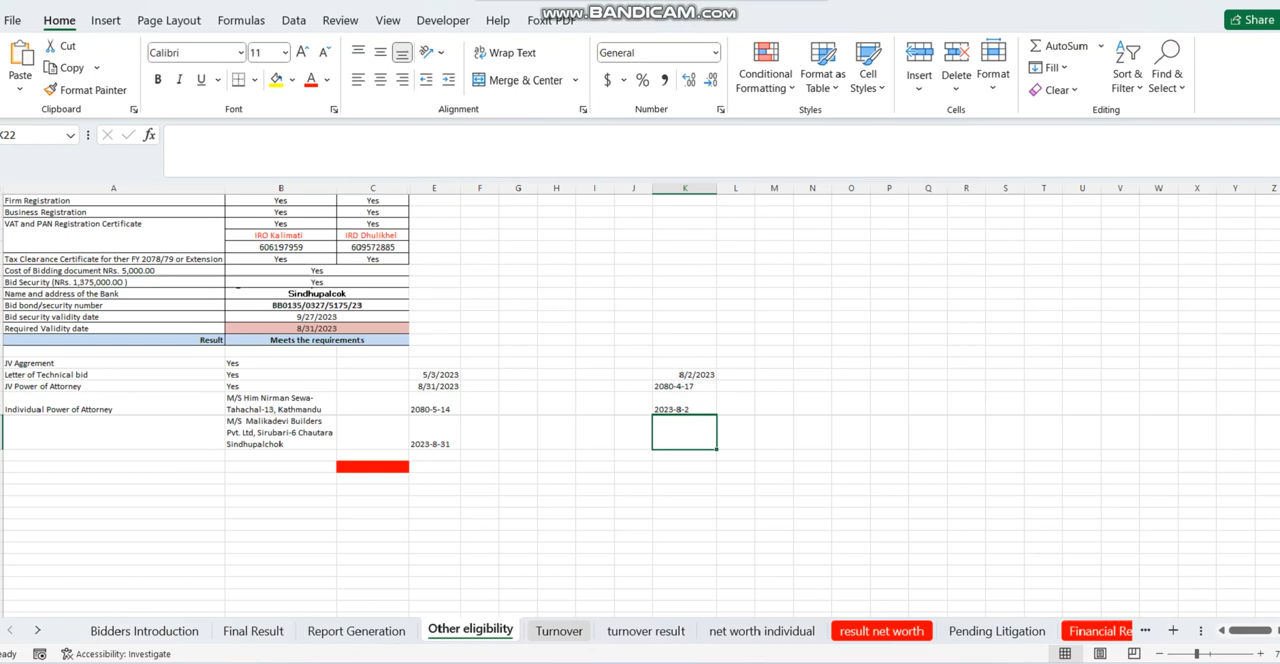 www.BANDICAM.com
File Home Insert Page Layout Formulas Data Review View Developer Help Foxit PDF Share
Paste
Cut
Copy
Format Painter
Clipboard
Calibri 11
B I U
Font
Wrap Text
Merge & Center
Alignment
General
$ % 9
Number
Conditional Formatting
Format as Table
Cell Styles
Styles
Insert Delete Format
Cells
AutoSum
Fill
Clear
Sort & Filter
Find & Select
Editing
K22
fx
A B C E F G H I J K L M N O P Q R S T U V W X Y Z
Firm Registration Yes Yes
Business Registration Yes Yes
VAT and PAN Registration Certificate Yes Yes
IRO Kalimati IRD Dhulikhel
606197959 609572885
Tax Clearance Certificate for ther FY 2078/79 or Extension Yes Yes
Cost of Bidding document NRs. 5,000.00 Yes
Bid Security (NRs. 1,375,000.00 ) Yes
Name and address of the Bank Sindhupalcok
Bid bond/security number BB0135/0327/5175/23
Bid security validity date 9/27/2023
Required Validity date 8/31/2023
Result Meets the requirements
JV Aggrement Yes
Letter of Technical bid Yes 5/3/2023 8/2/2023
JV Power of Attorney Yes 8/31/2023 2080-4-17
M/S Him Nirman Sewa-
Individual Power of Attorney Tahachal-13, Kathmandu 2080-5-14 2023-8-2
M/S Malikadevi Builders
Pvt. Ltd, Sirubari-6 Chautara
Sindhupalchok 2023-8-31
Bidders Introduction Final Result Report Generation Other eligibility Turnover turnover result net worth individual result net worth Pending Litigation Financial Re
eady Accessibility: Investigate 7